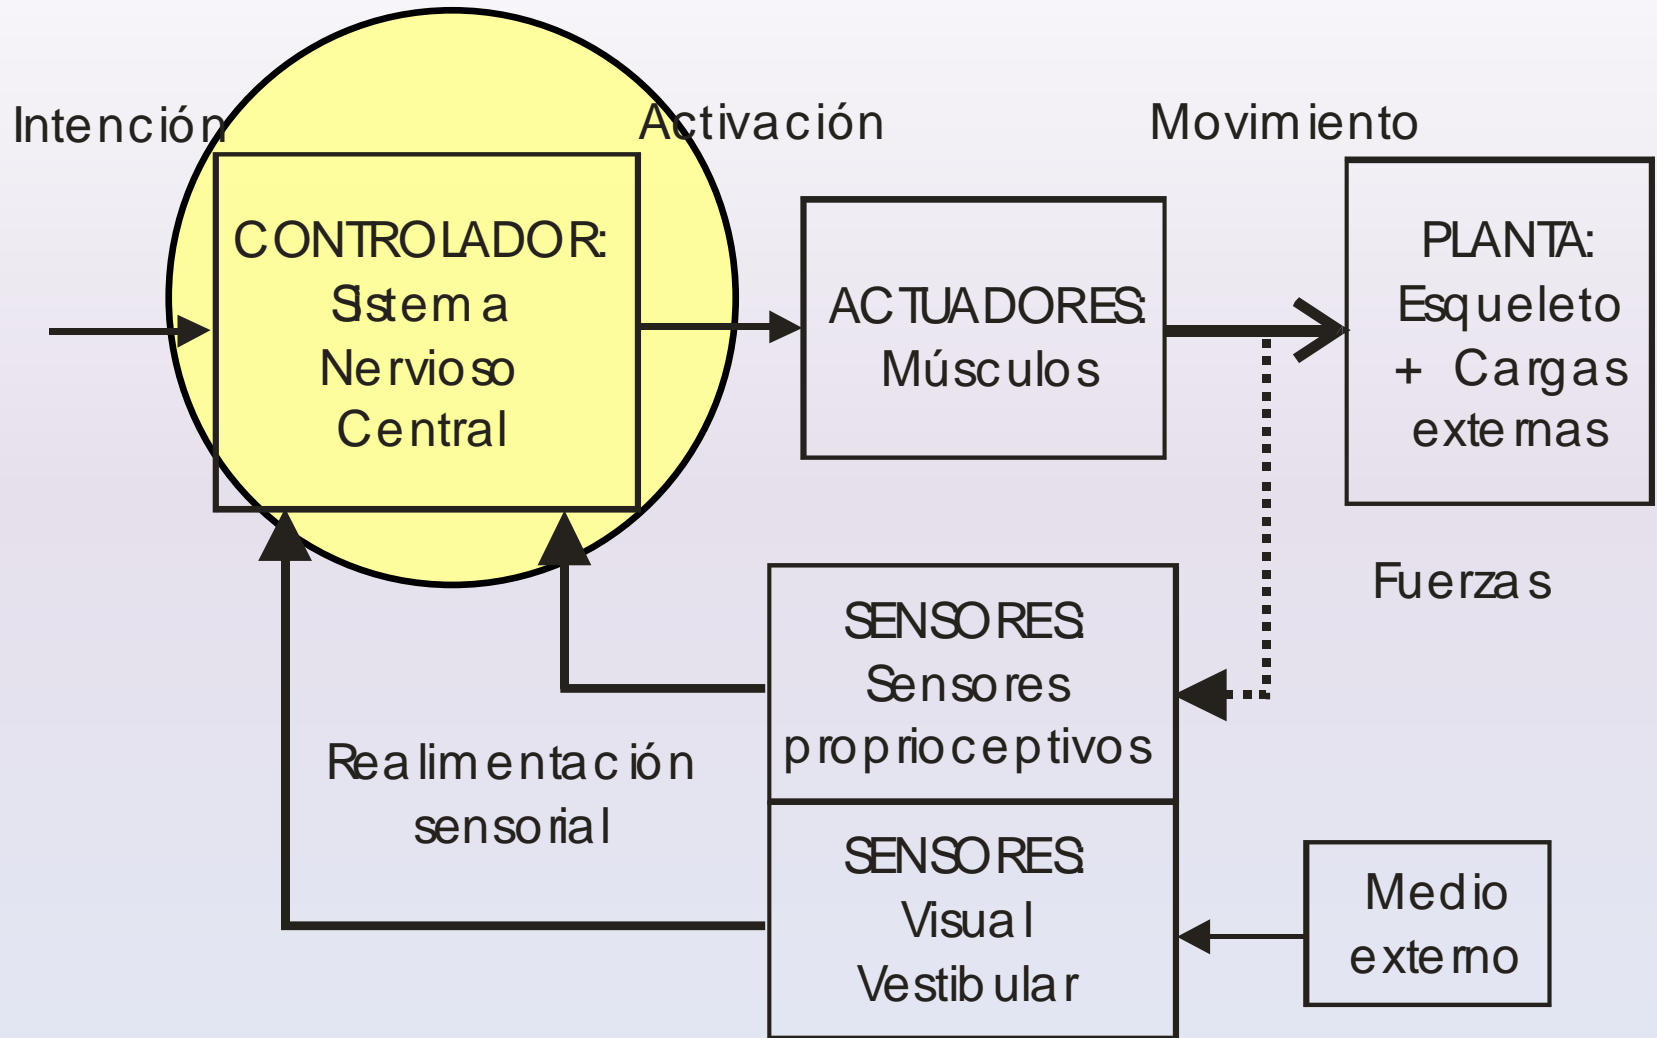 Intención
Activación
Movimiento
CONTROLADOR:
Sistema
Nervioso
Central
ACTUADORES:
Músculos
PLANTA:
Esqueleto
+ Cargas
externas
Fuerzas
SENSORES:
Sensores
proprioceptivos
Realimentación
sensorial
SENSORES:
Visual
Vestibular
Medio
externo